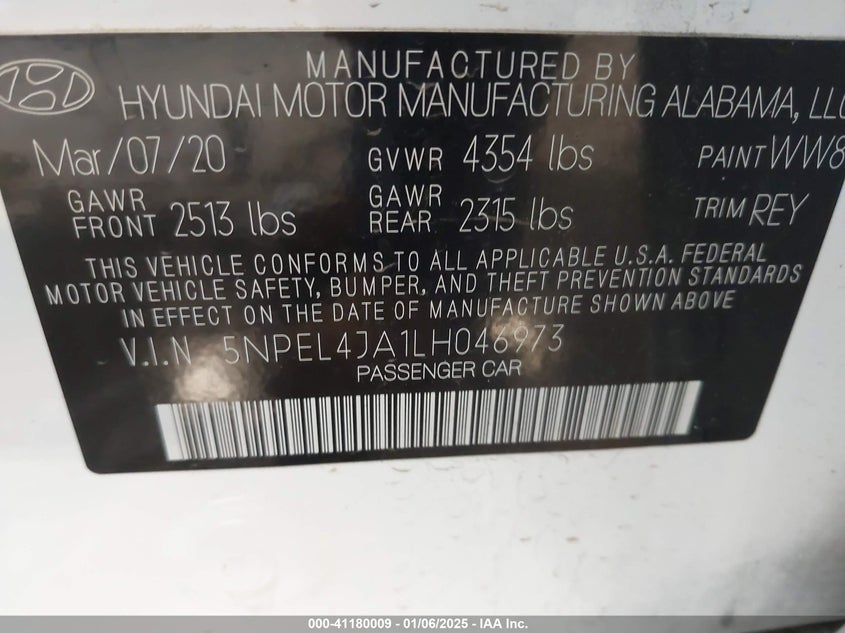 MANUFACTURED BY
HYUNDAI MOTOR MANUFACTURING ALABAMA, LLC
Mar/07/20 GVWR 4354 lbs PAINT WW8
GAWR FRONT 2513 lbs GAWR REAR 2315 lbs TRIM REY
THIS VEHICLE CONFORMS TO ALL APPLICABLE U.S.A. FEDERAL
MOTOR VEHICLE SAFETY, BUMPER, AND THEFT PREVENTION STANDARDS
IN EFFECT ON THE DATE OF MANUFACTURE SHOWN ABOVE
V.I.N 5NPEL4JA1LH046973
PASSENGER CAR
000-41180009 - 01/06/2025 - IAA Inc.